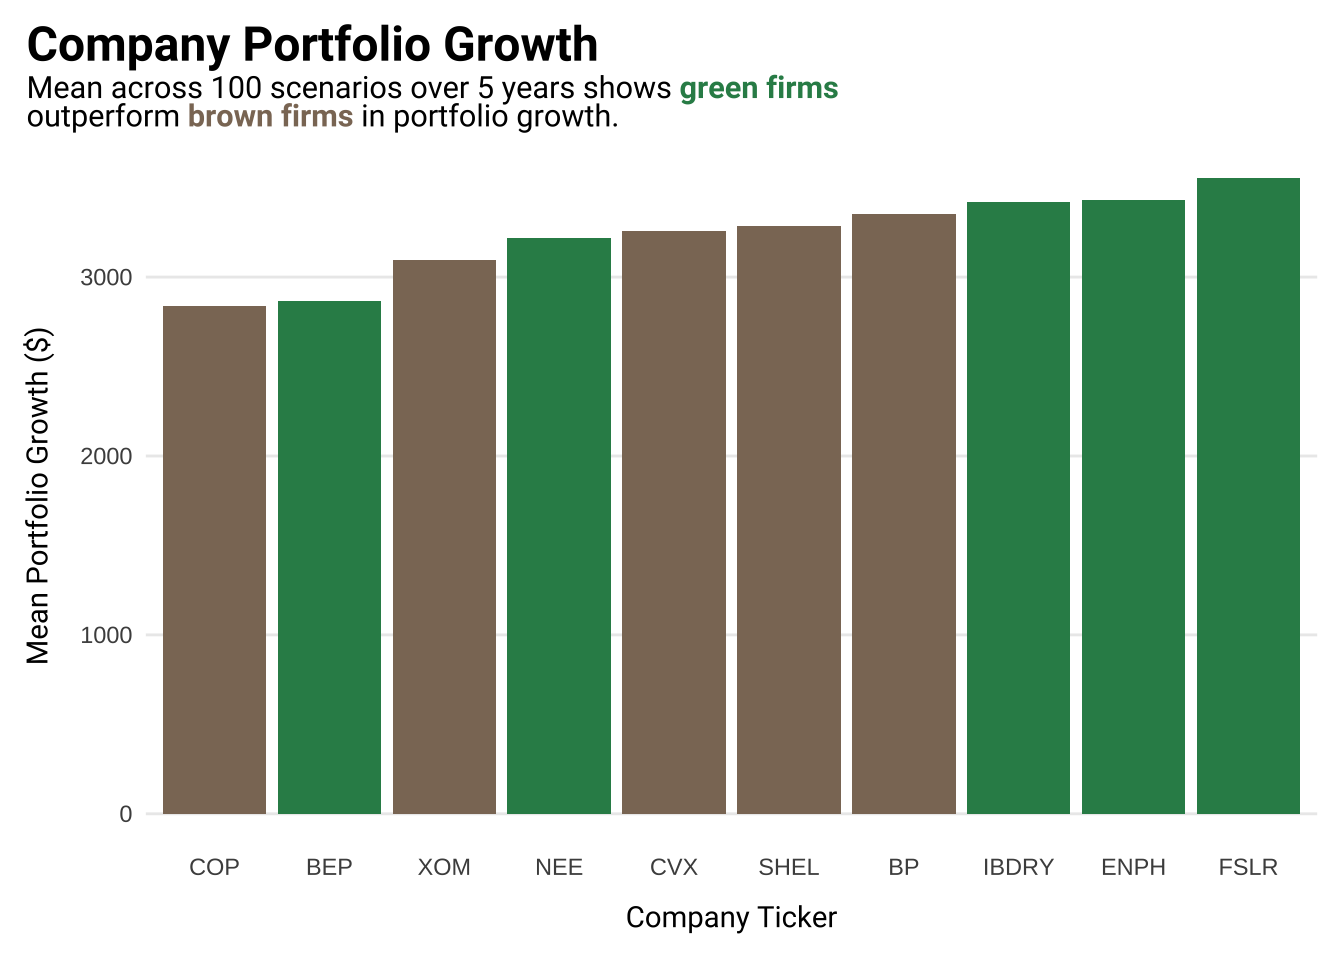 Company Portfolio Growth
Mean across 100 scenarios over 5 years shows green firms
outperform brown firms in portfolio growth.
Mean Portfolio Growth ($)
3000
2000
1000
0
COP BEP XOM NEE CVX SHEL BP IBDRY ENPH FSLR
Company Ticker